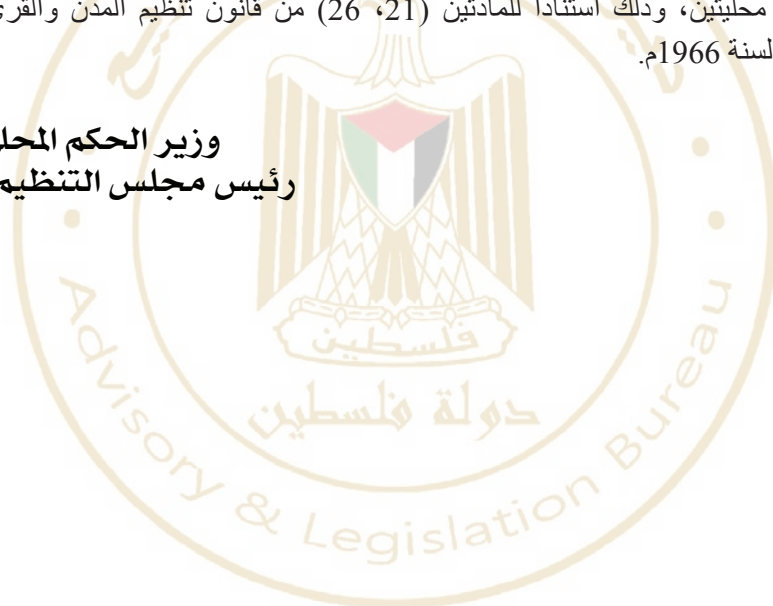 محليتين، وذلك استناداً للمادتين (21، 26) من قانون تنظيم المدن والقرى
لسنة 1966م.
وزير الحكم المحل
رئيس مجلس التنظيم
فلسطين
دولة فلسطين
Advisory & Legislation Bureau